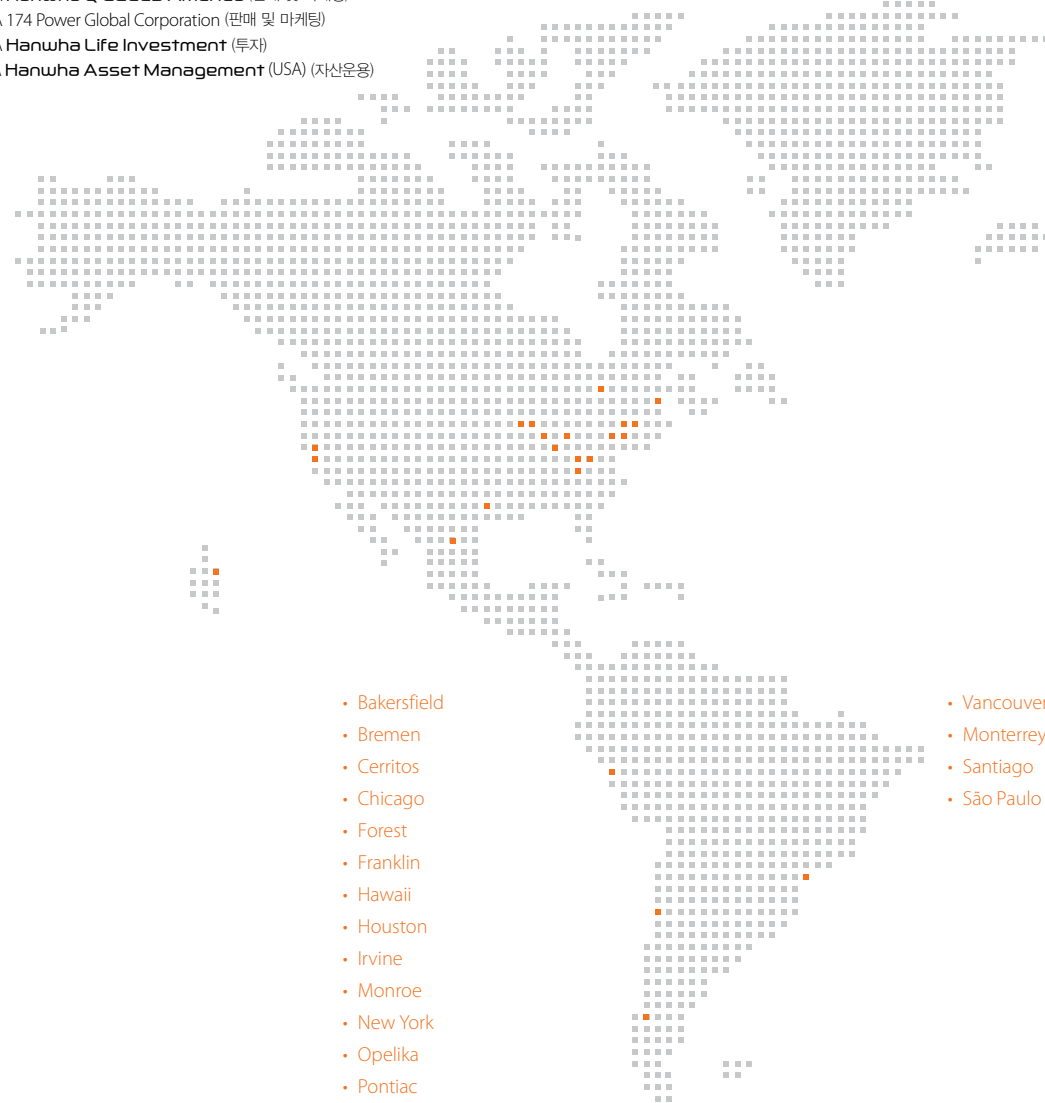 174 Power Global Corporation (판매 및 마케팅)
Hanwha Life Investment (투자)
Hanwha Asset Management (USA) (자산운용)
• Bakersfield
• Bremen
• Cerritos
• Chicago
• Forest
• Franklin
• Hawaii
• Houston
• Irvine
• Monroe
• New York
• Opelika
• Pontiac
• Vancouver
• Monterrey
• Santiago
• São Paulo